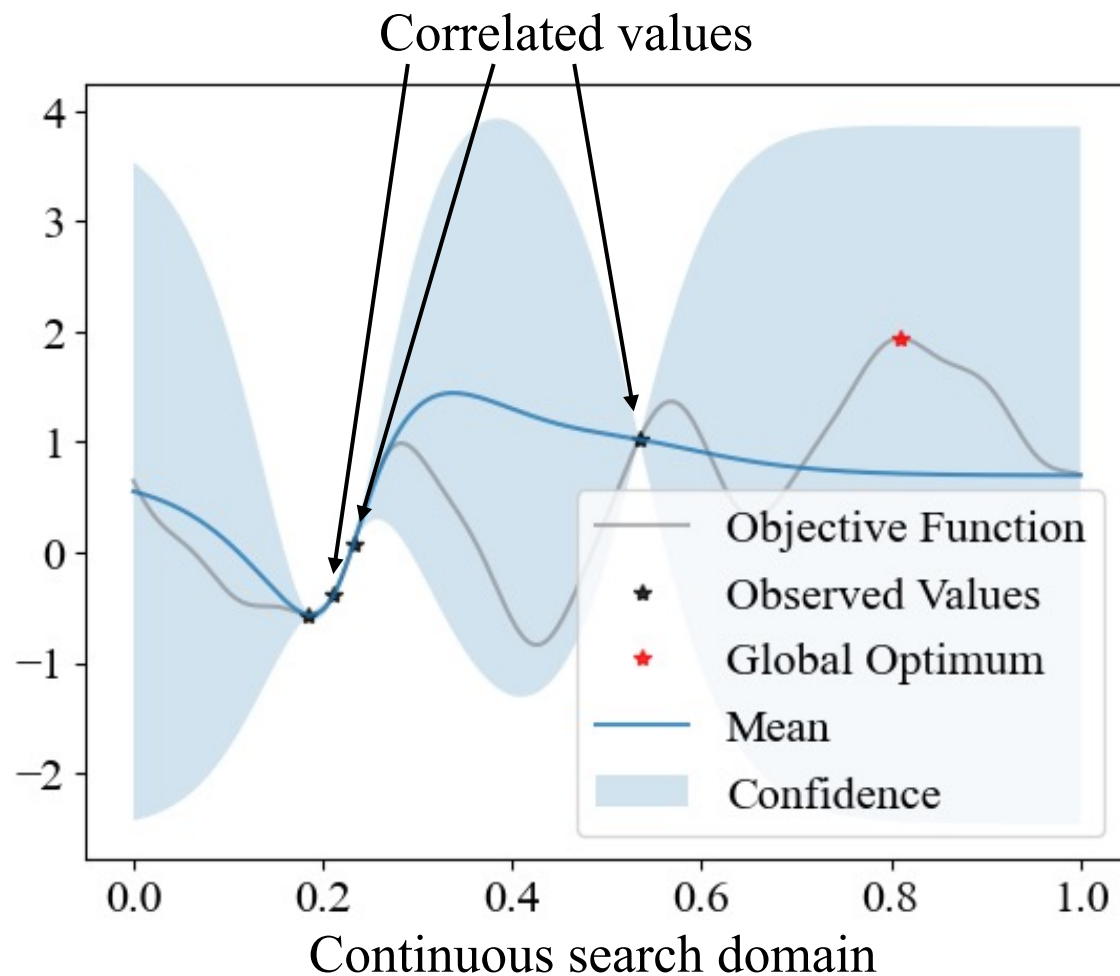 Correlated values
4
3
2
1
0
−1
−2
Objective Function
Observed Values
Global Optimum
Mean
Confidence
0.0 0.2 0.4 0.6 0.8 1.0
Continuous search domain